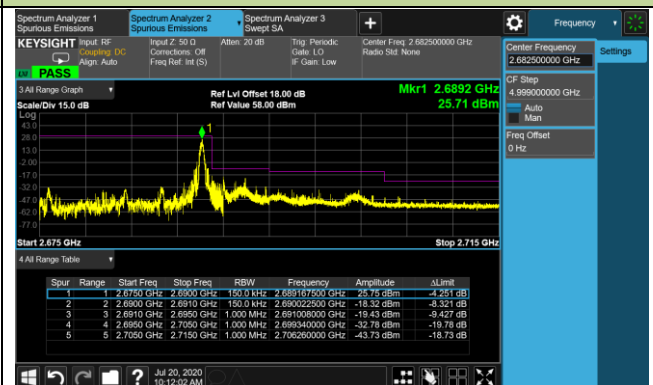 Spectrum Analyzer 1
Spurious Emissions
Spectrum Analyzer 2
Spurious Emissions
Spectrum Analyzer 3
Swept SA
Frequency
KEYSIGHT
Input: RF
Coupling: DC
Align: Auto
Input Z: 50 Ω
Corrections: Off
Freq Ref: Int (S)
Atten: 20 dB
Trig: Periodic
Gate: LO
IF Gain: Low
Center Freq: 2.682500000 GHz
Radio Std: None
PASS
Center Frequency
2.682500000 GHz
Settings
CF Step
4.999000000 GHz
Auto
Man
Freq Offset
0 Hz
3 All Range Graph
Scale/Div 15.0 dB
Ref Lvl Offset 18.00 dB
Ref Value 58.00 dBm
Mkr1 2.6892 GHz
25.71 dBm
Log
43.0
28.0
13.0
-2.00
-17.0
-32.0
-47.0
-62.0
-77.0
1
Start 2.675 GHz
Stop 2.715 GHz
4 All Range Table
Spur Range Start Freq Stop Freq RBW Frequency Amplitude ΔLimit
1 1 2.6750 GHz 2.6900 GHz 150.0 kHz 2.689167500 GHz 25.75 dBm -4.251 dB
2 2 2.6900 GHz 2.6910 GHz 150.0 kHz 2.690022500 GHz -18.32 dBm -8.321 dB
3 3 2.6910 GHz 2.6950 GHz 1.000 MHz 2.691008000 GHz -19.43 dBm -9.427 dB
4 4 2.6950 GHz 2.7050 GHz 1.000 MHz 2.699340000 GHz -32.78 dBm -19.78 dB
5 5 2.7050 GHz 2.7150 GHz 1.000 MHz 2.706260000 GHz -43.73 dBm -18.73 dB
Jul 20, 2020
10:12:02 AM